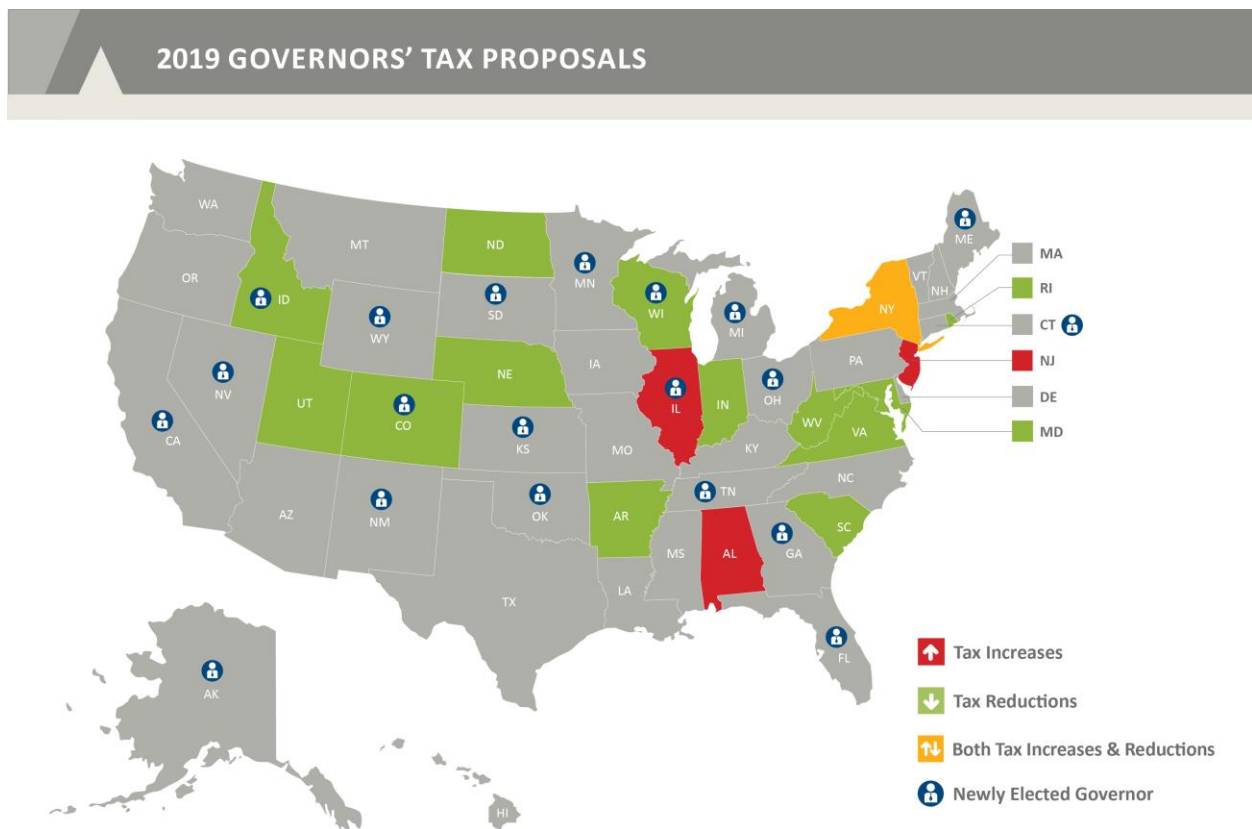 2019 GOVERNORS' TAX PROPOSALS
WA
MT
ND
MN
ME
OR
ID
WY
SD
WI
MI
VT
NH
NY
MA
RI
CT
NJ
DE
MD
NV
UT
CO
NE
IA
IL
IN
OH
PA
CA
KS
MO
KY
WV
VA
AZ
NM
OK
AR
TN
NC
SC
TX
LA
MS
AL
GA
FL
AK
HI
Tax Increases
Tax Reductions
Both Tax Increases & Reductions
Newly Elected Governor